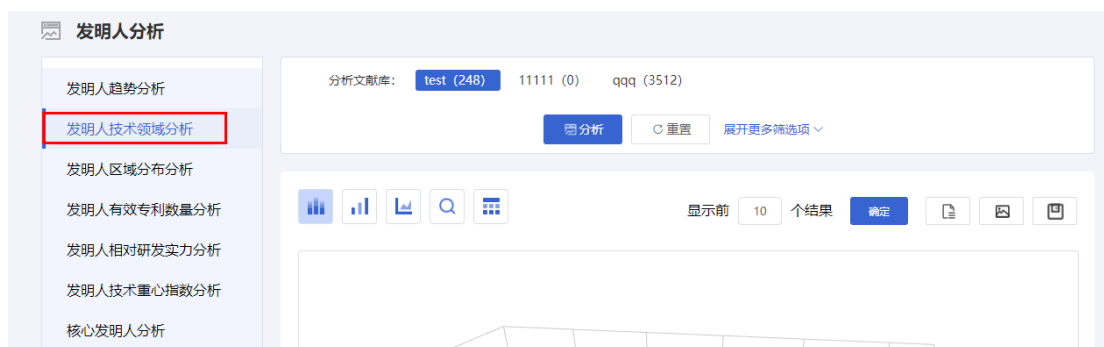 发明人分析
发明人趋势分析
发明人技术领域分析
发明人区域分布分析
发明人有效专利数量分析
发明人相对研发实力分析
发明人技术重心指数分析
核心发明人分析
分析文献库: test (248) 11111 (0) qqq (3512)
分析 重置 展开更多筛选项
显示前 10 个结果 确定